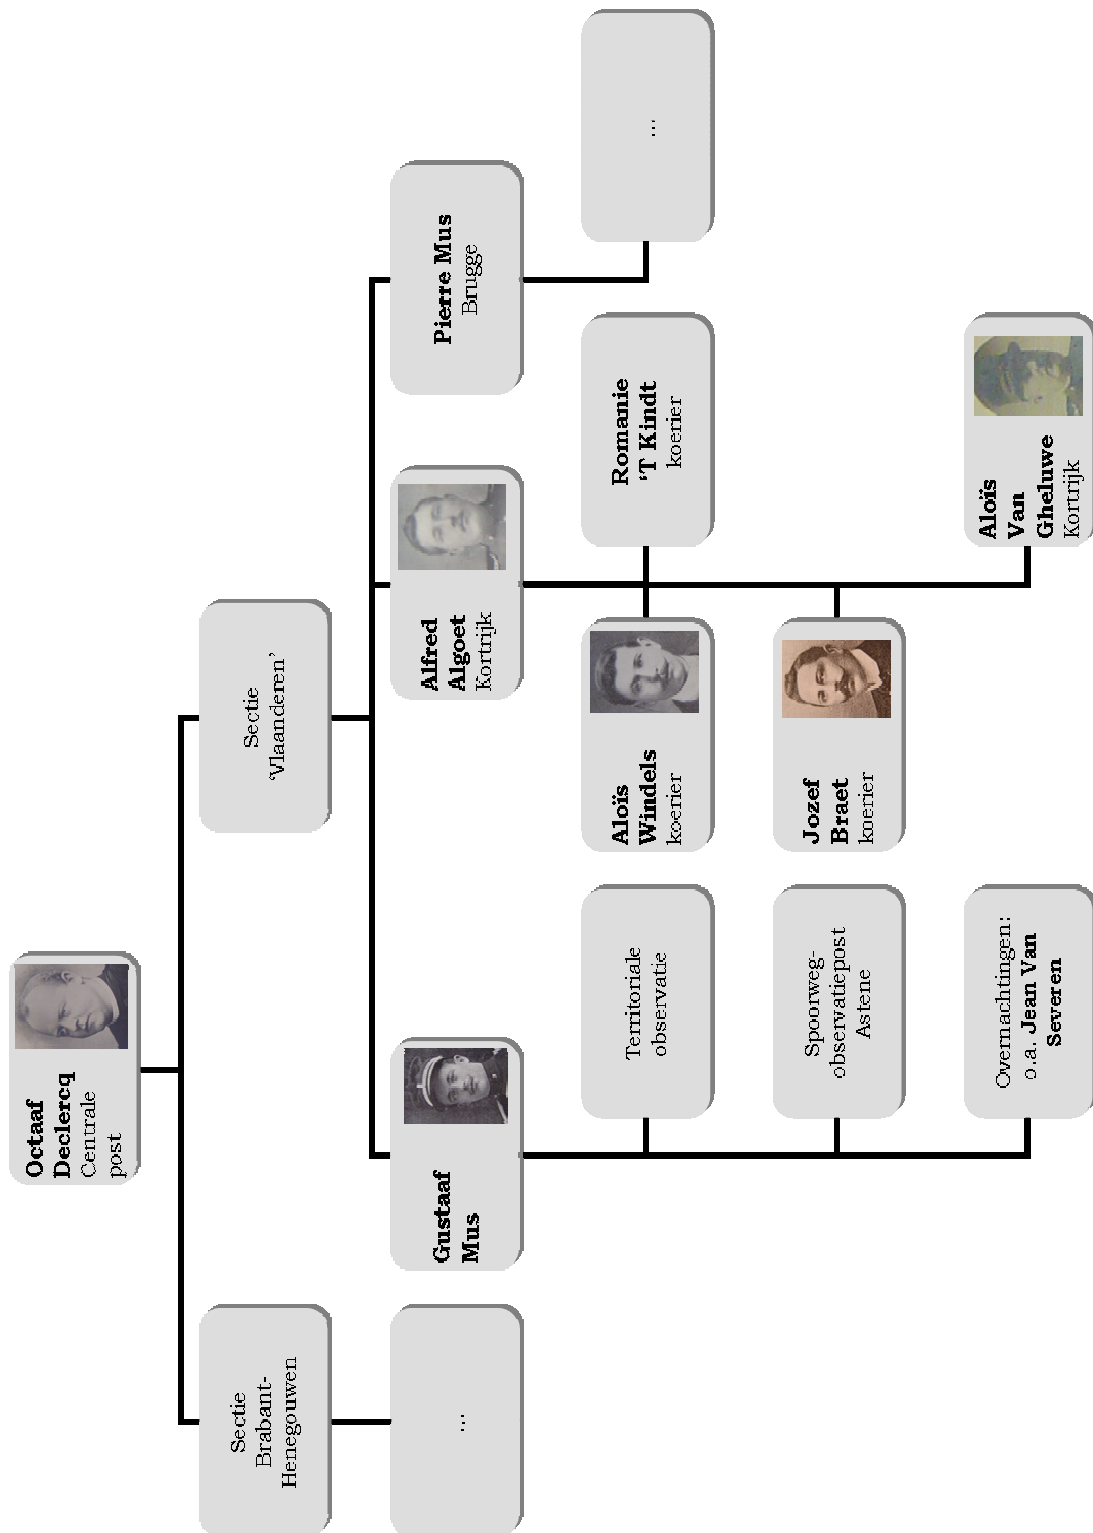 Octaaf
Declercq
Centrale
post
Sectie
Brabant-
Henegouwen
Sectie
‘Vlaanderen’
...
Gustaaf
Mus
Alfred
Algoet
Kortrijk
Pierre Mus
Brugge
Territoriale
observatie
Aloïs
Windels
koerier
Romanie
‘T Kindt
koerier
...
Spoorweg-
observatiepost
Astene
Jozef
Braet
koerier
Overnachtingen:
o.a. Jean Van
Severen
Aloïs
Van
Gheluwe
Kortrijk